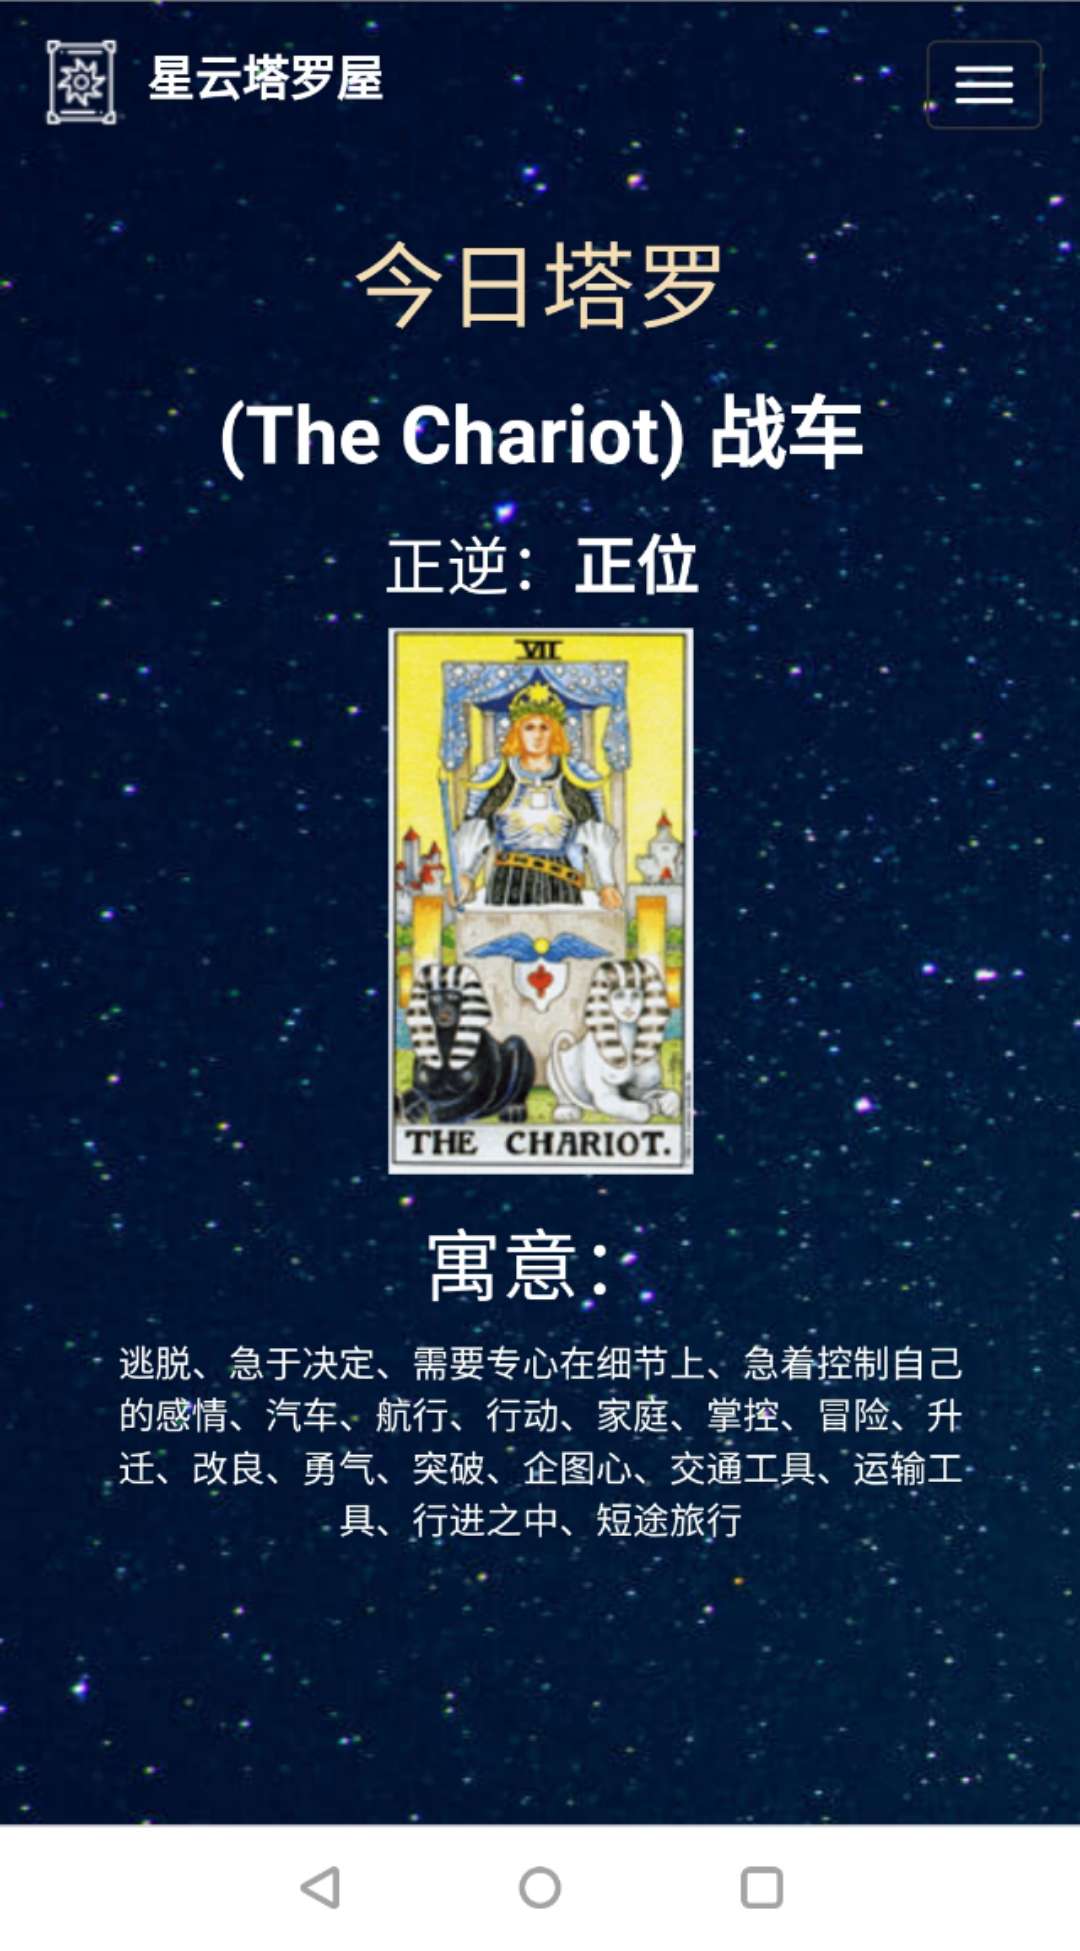 星云塔罗屋
今日塔罗
(The Chariot) 战车
正逆：正位
VII
THE CHARIOT.
寓意：
逃脱、急于决定、需要专心在细节上、急着控制自己
的感情、汽车、航行、行动、家庭、掌控、冒险、升
迁、改良、勇气、突破、企图心、交通工具、运输工
具、行进之中、短途旅行